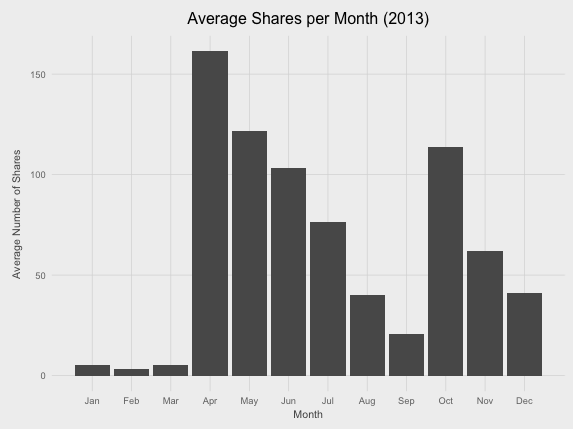 Average Shares per Month (2013)
Average Number of Shares
150
100
50
0
Jan Feb Mar Apr May Jun Jul Aug Sep Oct Nov Dec
Month